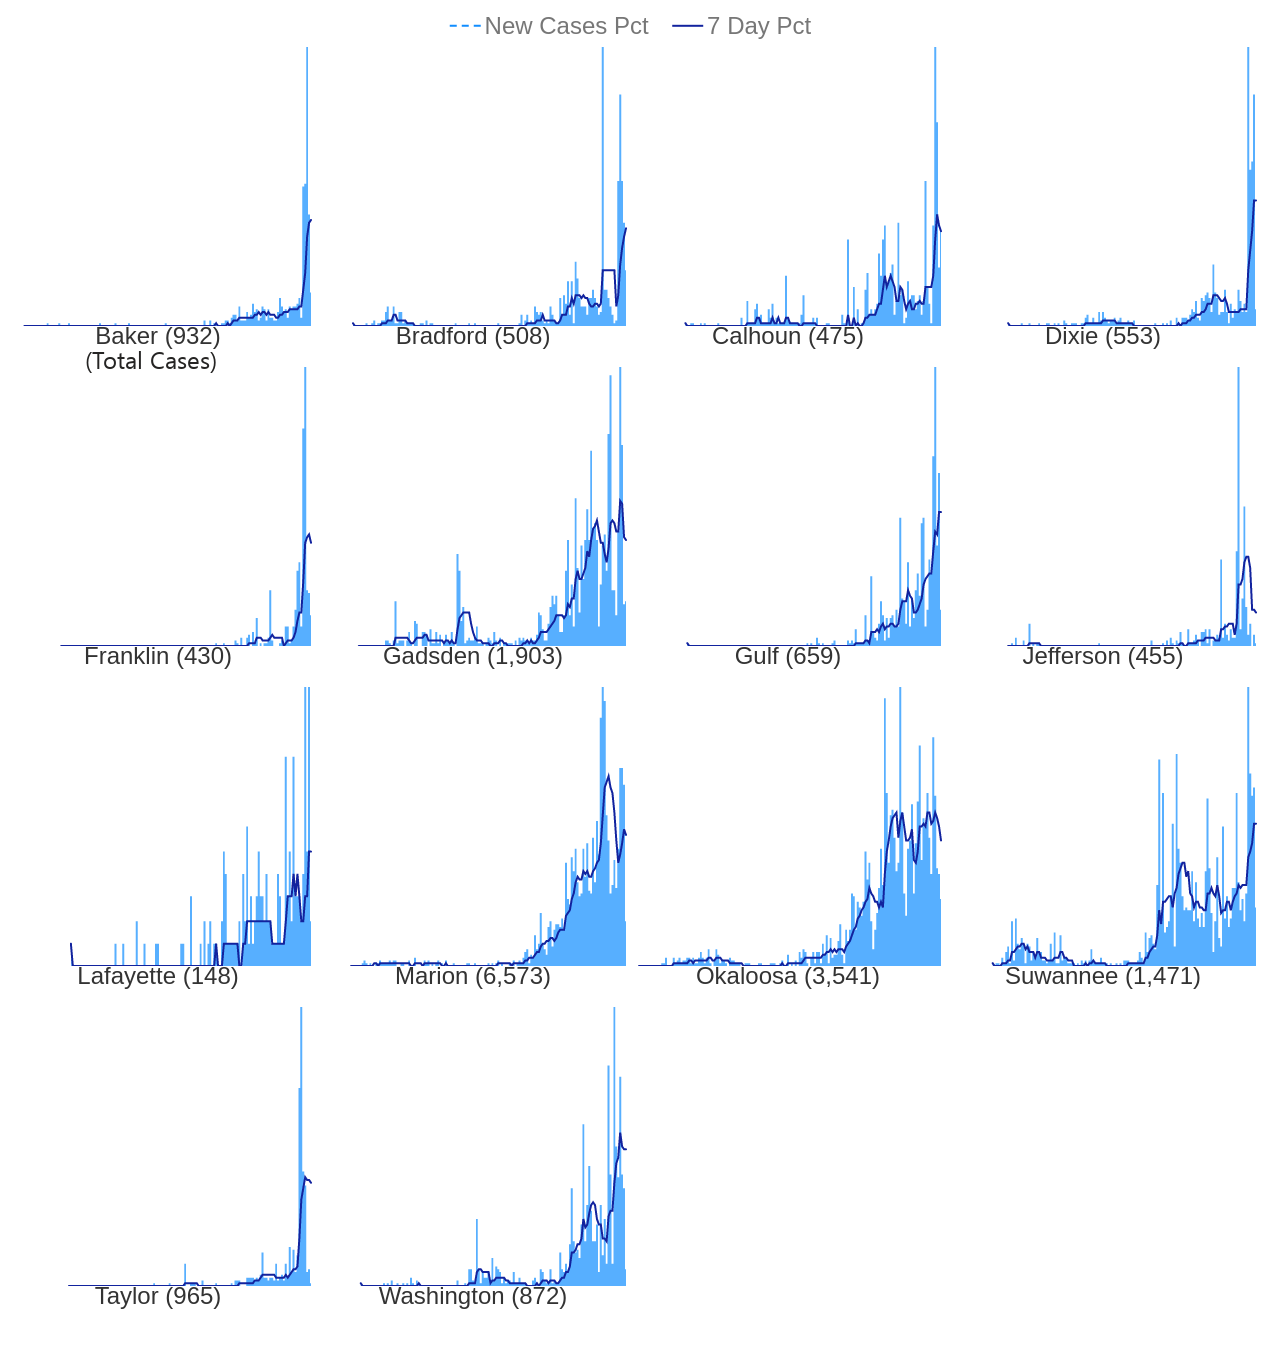 New Cases Pct 7 Day Pct
Baker (932) Bradford (508) Calhoun (475) Dixie (553)
(Total Cases)
Franklin (430) Gadsden (1,903) Gulf (659) Jefferson (455)
Lafayette (148) Marion (6,573) Okaloosa (3,541) Suwannee (1,471)
Taylor (965) Washington (872)